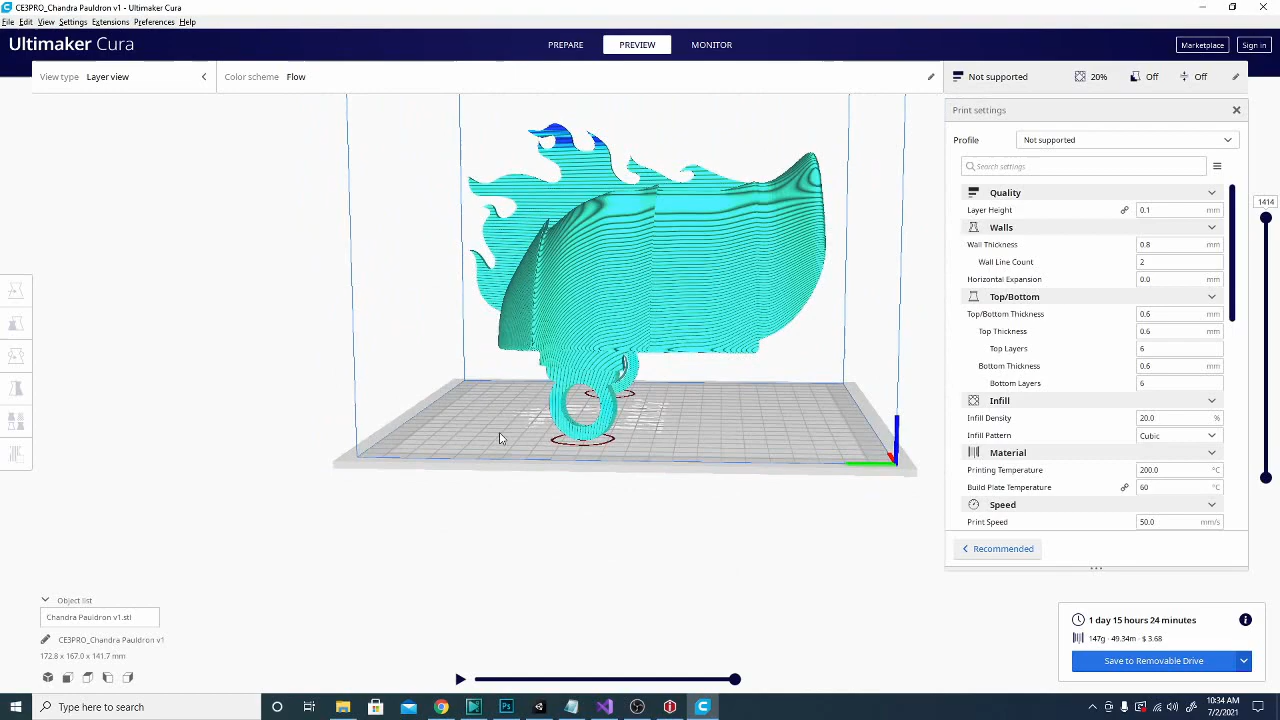 CE3PRO_Chandra Pauldron v1 - Ultimaker Cura
File Edit View Settings Extensions Preferences Help
Ultimaker Cura
PREPARE PREVIEW MONITOR
Marketplace Sign in
View type Layer view
Color scheme Flow
Not supported 20% Off Off
Print settings
Profile Not supported
Search settings
Quality
Layer Height 0.1 mm
Walls
Wall Thickness 0.8 mm
Wall Line Count 2
Horizontal Expansion 0.0 mm
Top/Bottom
Top/Bottom Thickness 0.6 mm
Top Thickness 0.6 mm
Top Layers 6
Bottom Thickness 0.6 mm
Bottom Layers 6
Infill
Infill Density 20.0 %
Infill Pattern Cubic
Material
Printing Temperature 200.0 °C
Build Plate Temperature 60 °C
Speed
Print Speed 50.0 mm/s
Recommended
1414
Object list
Chandra Pauldron v1.stl
CE3PRO_Chandra Pauldron v1
172.8 x 167.0 x 141.7 mm
1 day 15 hours 24 minutes
147g · 49.34m · $ 3.68
Save to Removable Drive
Type here to search
10:34 AM
7/2/2021